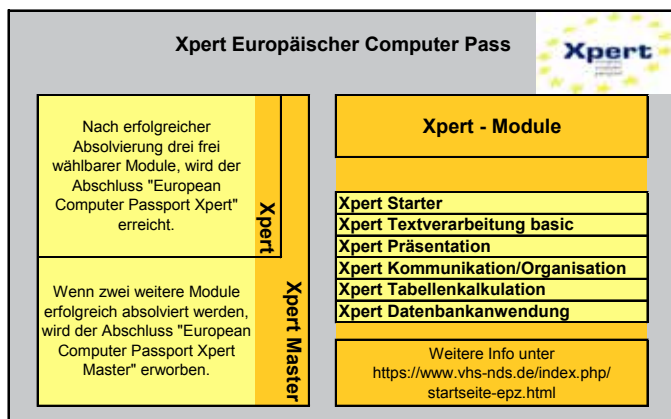 Xpert Europäischer Computer Pass
Xpert
Nach erfolgreicher
Absolvierung drei frei
wählbarer Module, wird der
Abschluss "European
Computer Passport Xpert"
erreicht.
Xpert
Wenn zwei weitere Module
erfolgreich absolviert werden,
wird der Abschluss "European
Computer Passport Xpert
Master" erworben.
Xpert Master
Xpert - Module
Xpert Starter
Xpert Textverarbeitung basic
Xpert Präsentation
Xpert Kommunikation/Organisation
Xpert Tabellenkalkulation
Xpert Datenbankanwendung
Weitere Info unter
https://www.vhs-nds.de/index.php/
startseite-epz.html